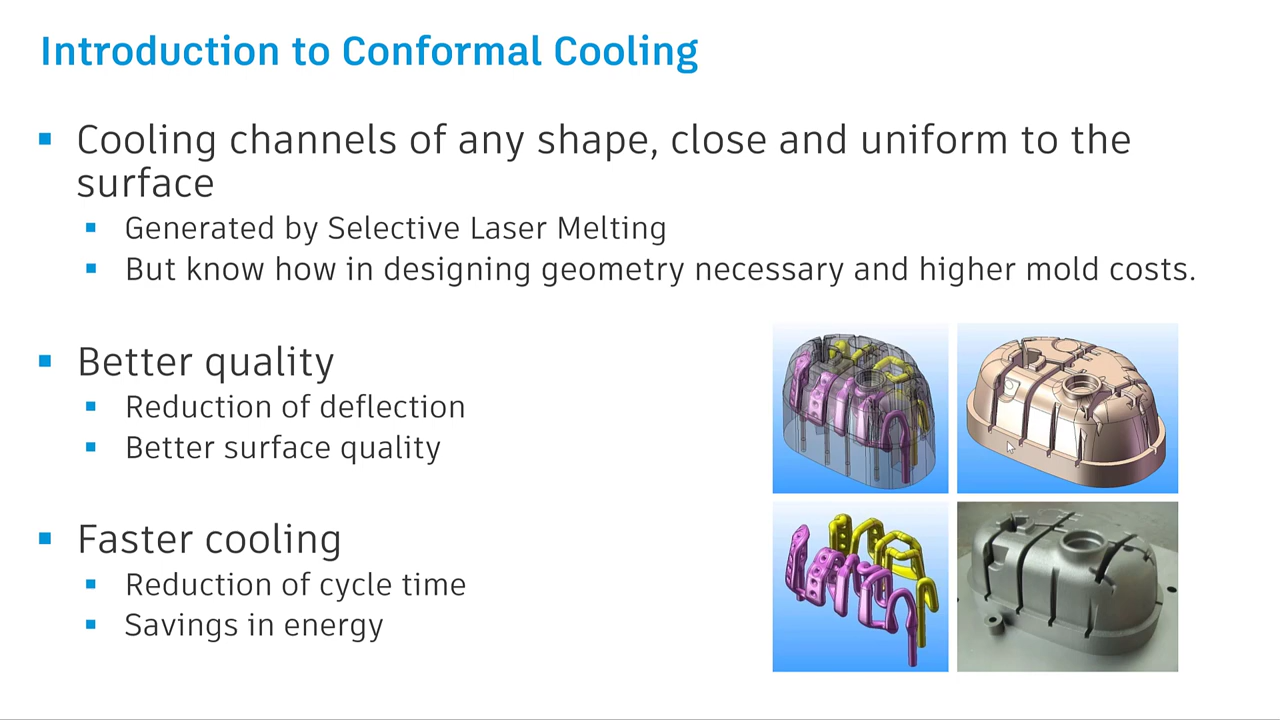 Introduction to Conformal Cooling
Cooling channels of any shape, close and uniform to the
surface
Generated by Selective Laser Melting
But know how in designing geometry necessary and higher mold costs.
Better quality
Reduction of deflection
Better surface quality
Faster cooling
Reduction of cycle time
Savings in energy